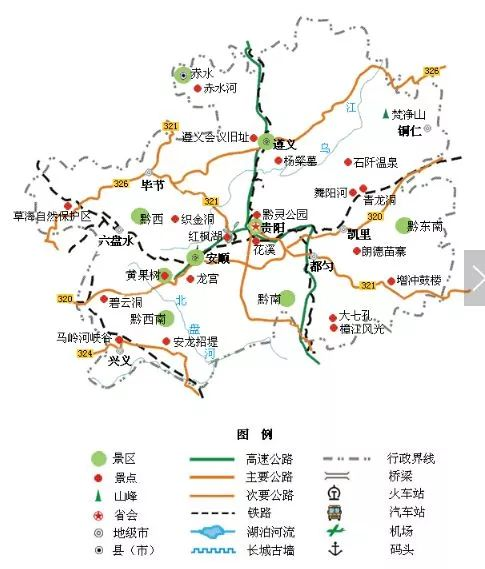 赤水
326
赤水河
江
梵净山
321
乌
铜仁
遵义会议旧址
遵义
杨粲墓
石阡温泉
毕节
326
舞阳河
青龙洞
321
草海自然保护区
黔西
织金洞
黔灵公园
320
贵阳
黔东南
红枫湖
凯里
六盘水
花溪
朗德苗寨
安顺
都匀
黄果树
龙宫
321
增冲鼓楼
320
碧云洞
北
黔南
黔西南
盘
大七孔
樟江风光
马岭河峡谷
安龙招堤
河
324
兴义
图 例
景区
高速公路
行政界线
景点
主要公路
桥梁
山峰
次要公路
火车站
省会
铁路
汽车站
地级市
湖泊河流
机场
县（市）
长城古墙
码头